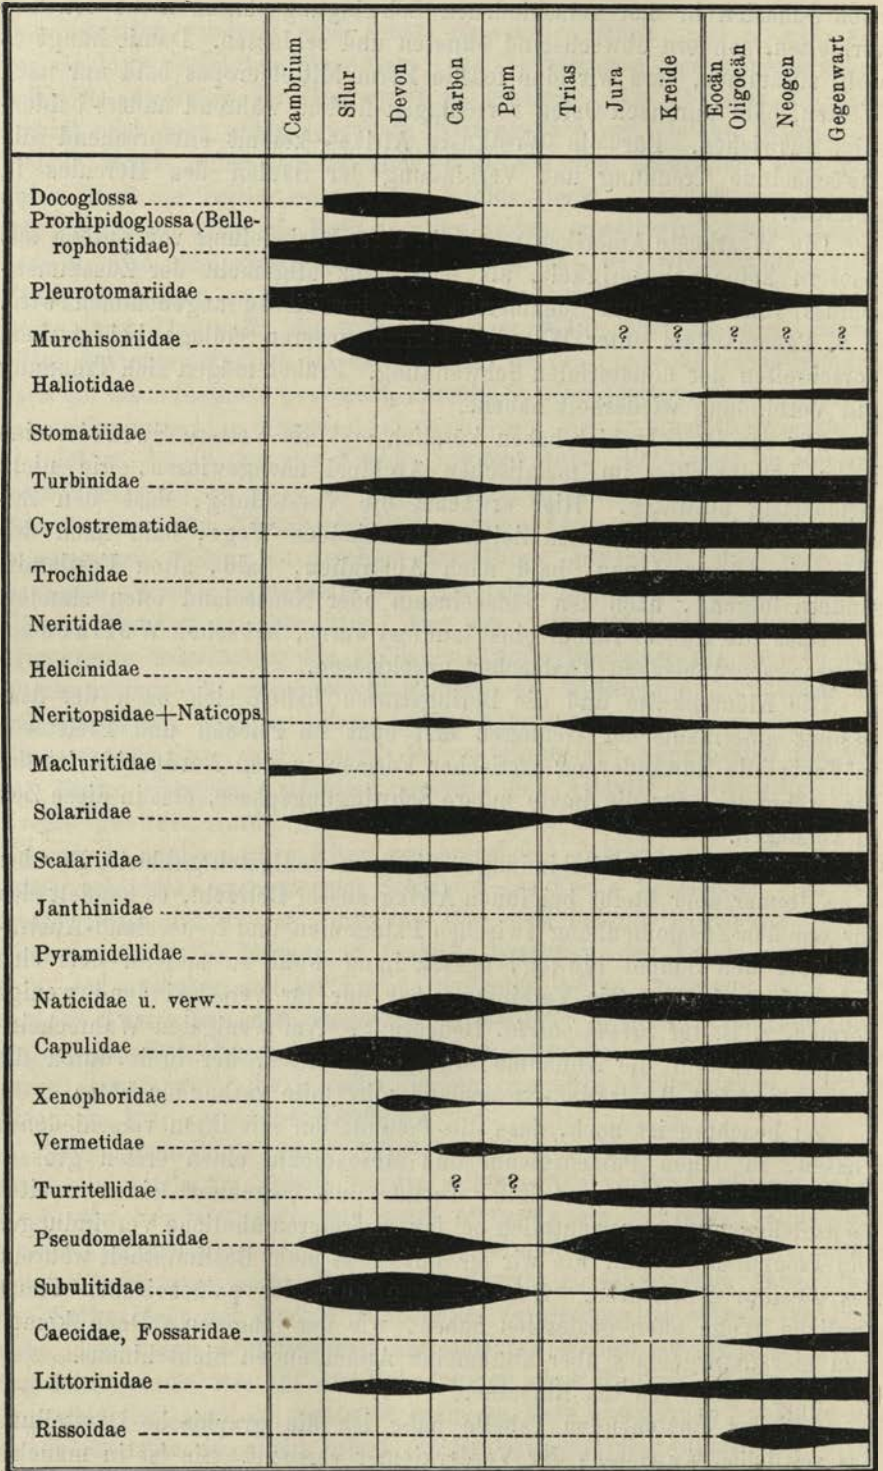 Cambrium
Silur
Devon
Carbon
Perm
Trias
Jura
Kreide
Eocän
Oligocän
Neogen
Gegenwart
Docoglossa
Prorhipidoglossa (Belle-
rophontidae)
Pleurotomariidae
Murchisoniidae ? ? ? ? ?
Haliotidae
Stomatiidae
Turbinidae
Cyclostrematidae
Trochidae
Neritidae
Helicinidae
Neritopsidae+Naticops.
Macluritidae
Solariidae
Scalariidae
Janthinidae
Pyramidellidae
Naticidae u. verw.
Capulidae
Xenophoridae
Vermetidae
Turritellidae ? ?
Pseudomelaniidae
Subulitidae
Caecidae, Fossaridae
Littorinidae
Rissoidae